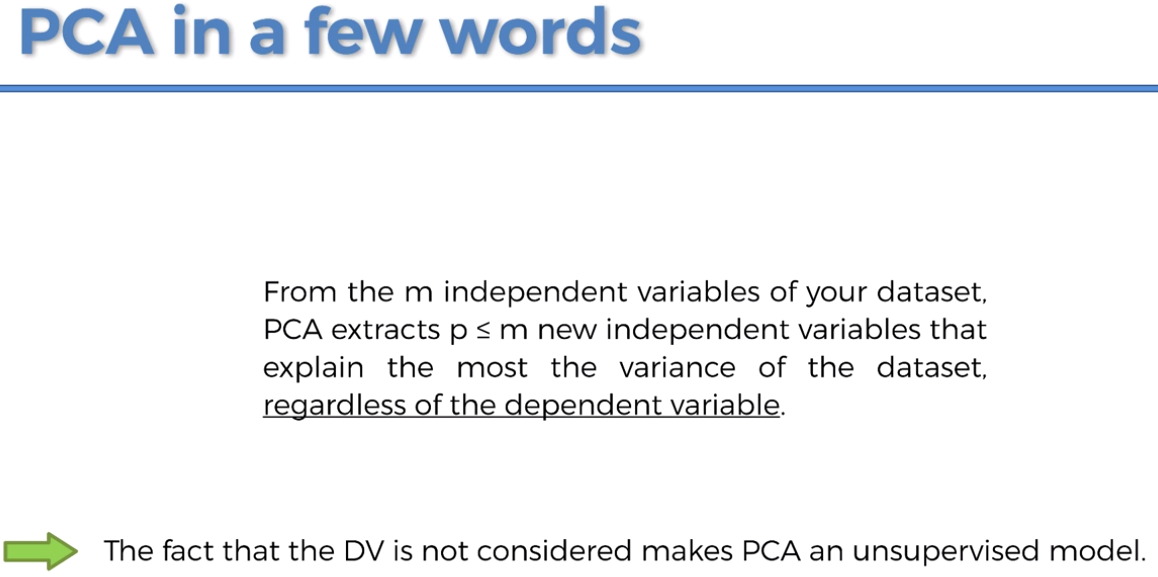 PCA in a few words
From the m independent variables of your dataset,
PCA extracts p ≤ m new independent variables that
explain the most the variance of the dataset,
regardless of the dependent variable.
The fact that the DV is not considered makes PCA an unsupervised model.